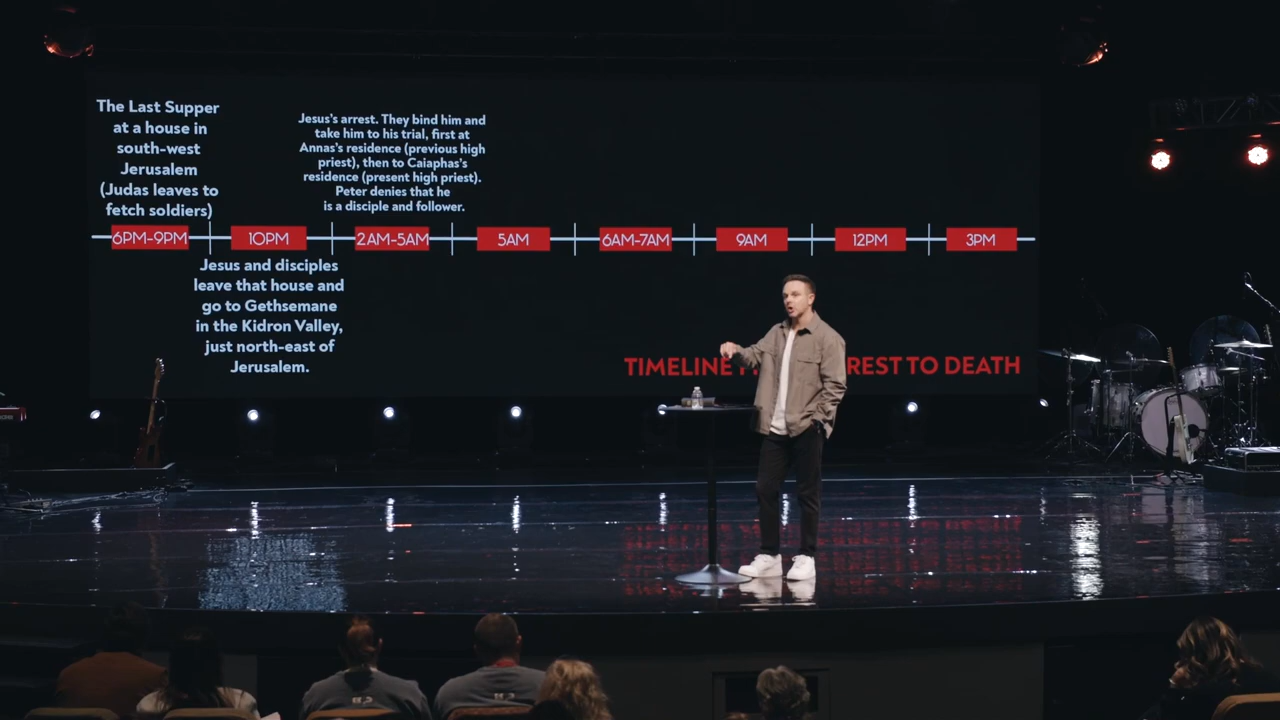 The Last Supper
at a house in
south-west
Jerusalem
(Judas leaves to
fetch soldiers)
Jesus's arrest. They bind him and
take him to his trial, first at
Annas's residence (previous high
priest), then to Caiaphas's
residence (present high priest).
Peter denies that he
is a disciple and follower.
6PM-9PM
10PM
2AM-5AM
5AM
6AM-7AM
9AM
12PM
3PM
Jesus and disciples
leave that house and
go to Gethsemane
in the Kidron Valley,
just north-east of
Jerusalem.
TIMELINE REST TO DEATH